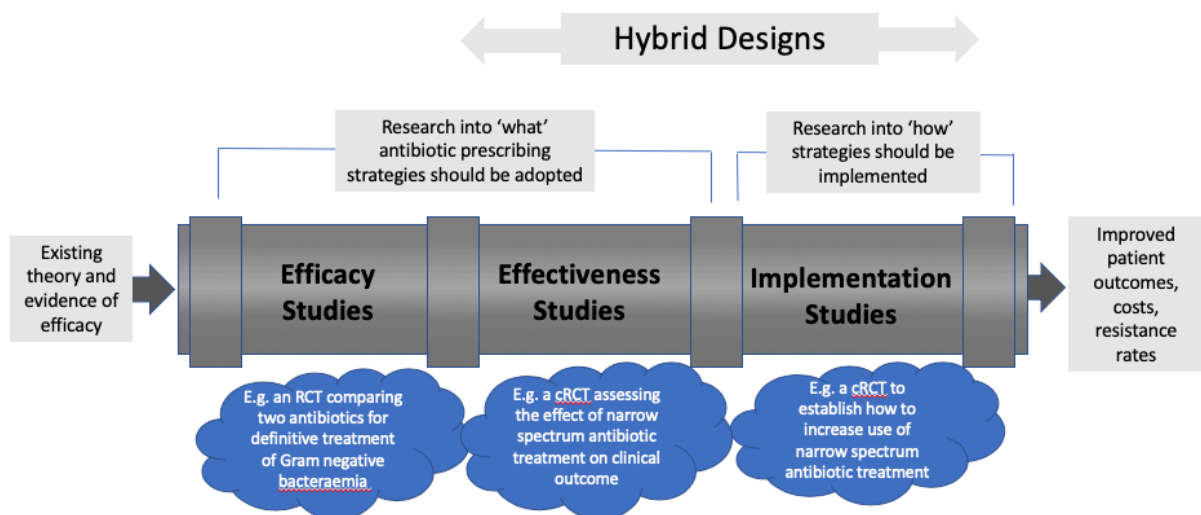 Hybrid Designs
Research into ‘what’
antibiotic prescribing
strategies should be adopted
Research into ‘how’
strategies should be
implemented
Existing
theory and
evidence of
efficacy
Efficacy
Studies
Effectiveness
Studies
Implementation
Studies
Improved
patient
outcomes,
costs,
resistance
rates
E.g. an RCT comparing
two antibiotics for
definitive treatment
of Gram negative
bacteraemia
E.g. a cRCT assessing
the effect of narrow
spectrum antibiotic
treatment on clinical
outcome
E.g. a cRCT to
establish how to
increase use of
narrow spectrum
antibiotic treatment